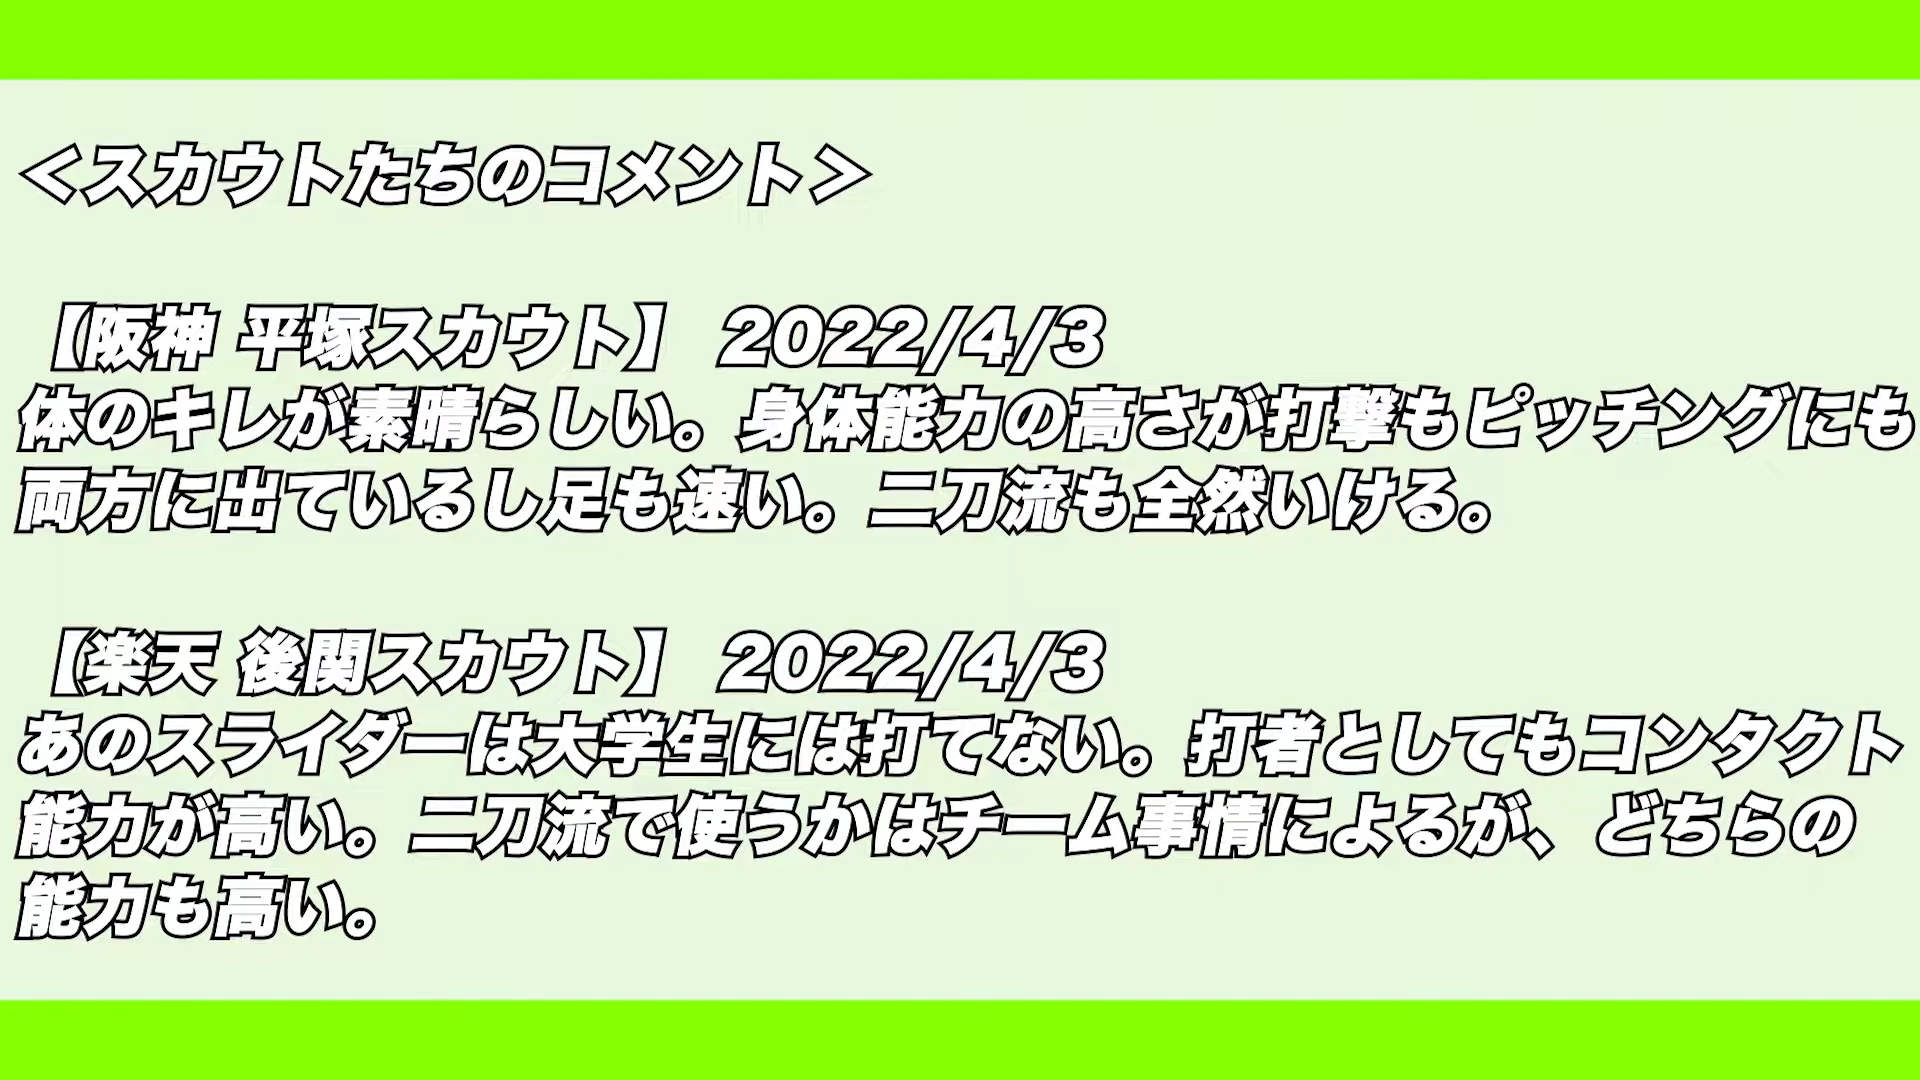 ＜スカウトたちのコメント＞
【阪神 平塚スカウト】 2022/4/3
体のキレが素晴らしい。身体能力の高さが打撃もピッチングにも
両方に出ているし足も速い。二刀流も全然いける。
【楽天 後関スカウト】 2022/4/3
あのスライダーは大学生には打てない。打者としてもコンタクト
能力が高い。二刀流で使うかはチーム事情によるが、どちらの
能力も高い。